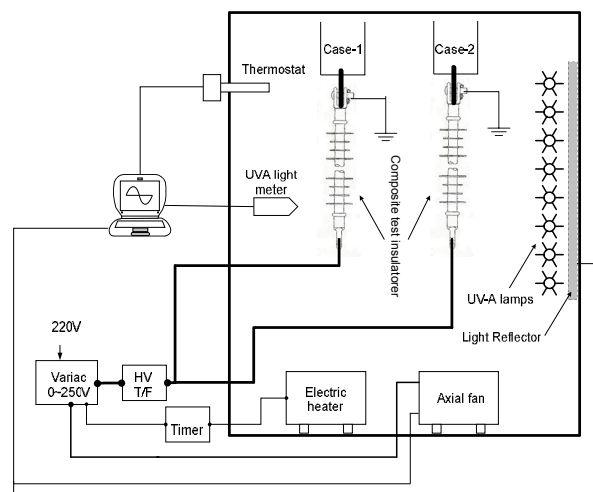 Case-1
Case-2
Thermostat
UVA light
meter
Composite test insulatorer
UV-A lamps
Light Reflector
220V
Variac
0~250V
HV
T/F
Electric
heater
Axial fan
Timer